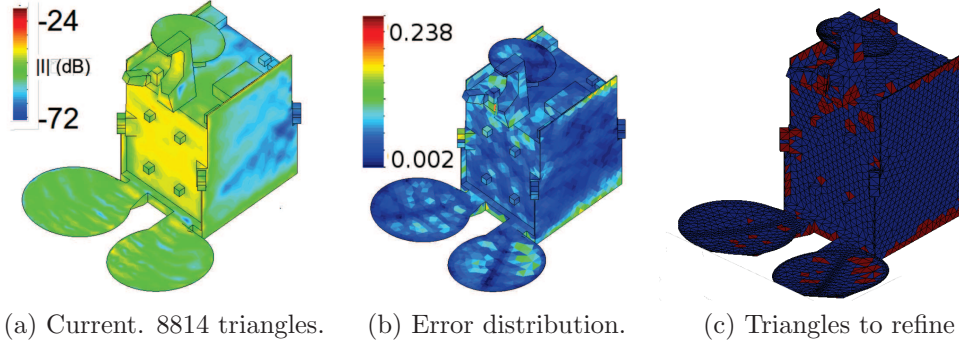 -24
||I| (dB)
-72
0.238
0.002
(a) Current. 8814 triangles.
(b) Error distribution.
(c) Triangles to refine